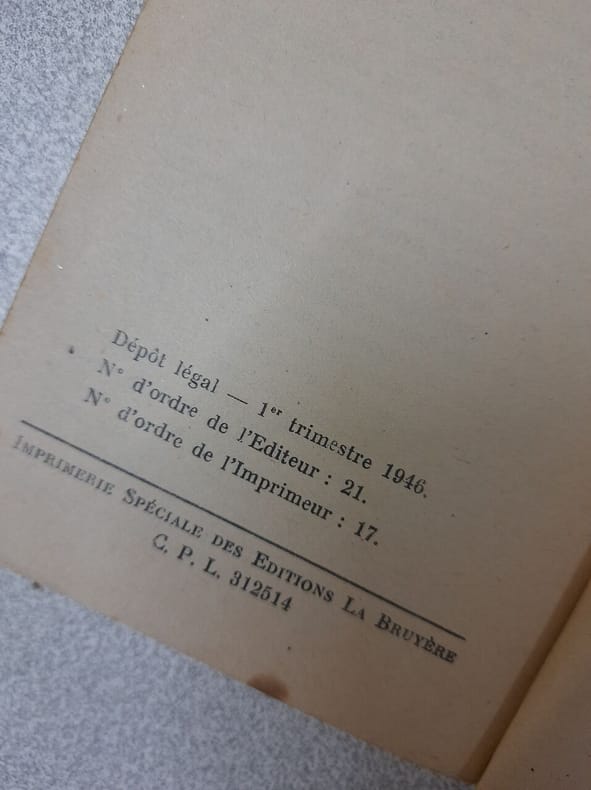 Dépôt légal — 1er trimestre 1946.
N° d'ordre de l'Editeur : 21.
N° d'ordre de l'Imprimeur : 17.
Imprimerie Spéciale des Editions La Bruyère
C. P. L. 312514